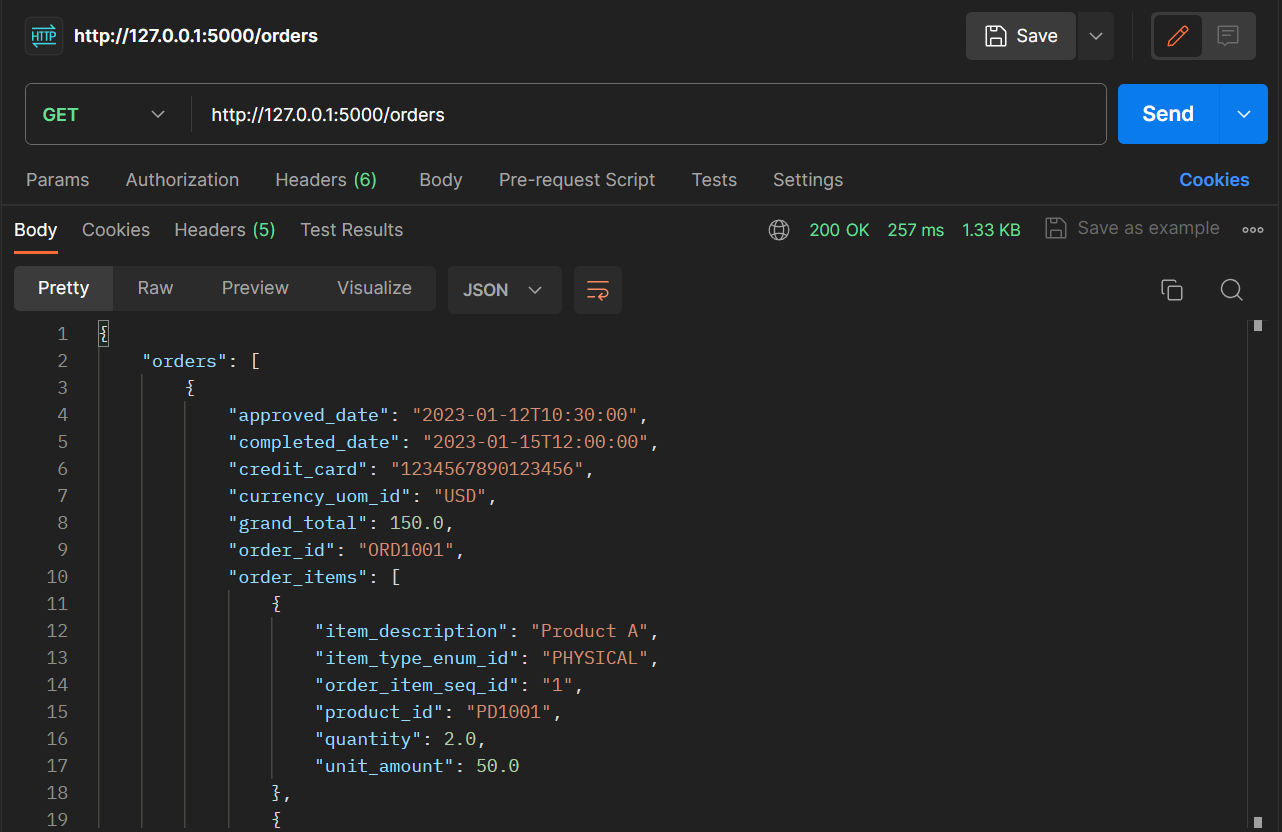 HTTP http://127.0.0.1:5000/orders Save
GET http://127.0.0.1:5000/orders Send
Params Authorization Headers (6) Body Pre-request Script Tests Settings Cookies
Body Cookies Headers (5) Test Results 200 OK 257 ms 1.33 KB Save as example
Pretty Raw Preview Visualize JSON
1 {
2 "orders": [
3 {
4 "approved_date": "2023-01-12T10:30:00",
5 "completed_date": "2023-01-15T12:00:00",
6 "credit_card": "1234567890123456",
7 "currency_uom_id": "USD",
8 "grand_total": 150.0,
9 "order_id": "ORD1001",
10 "order_items": [
11 {
12 "item_description": "Product A",
13 "item_type_enum_id": "PHYSICAL",
14 "order_item_seq_id": "1",
15 "product_id": "PD1001",
16 "quantity": 2.0,
17 "unit_amount": 50.0
18 },
19 {